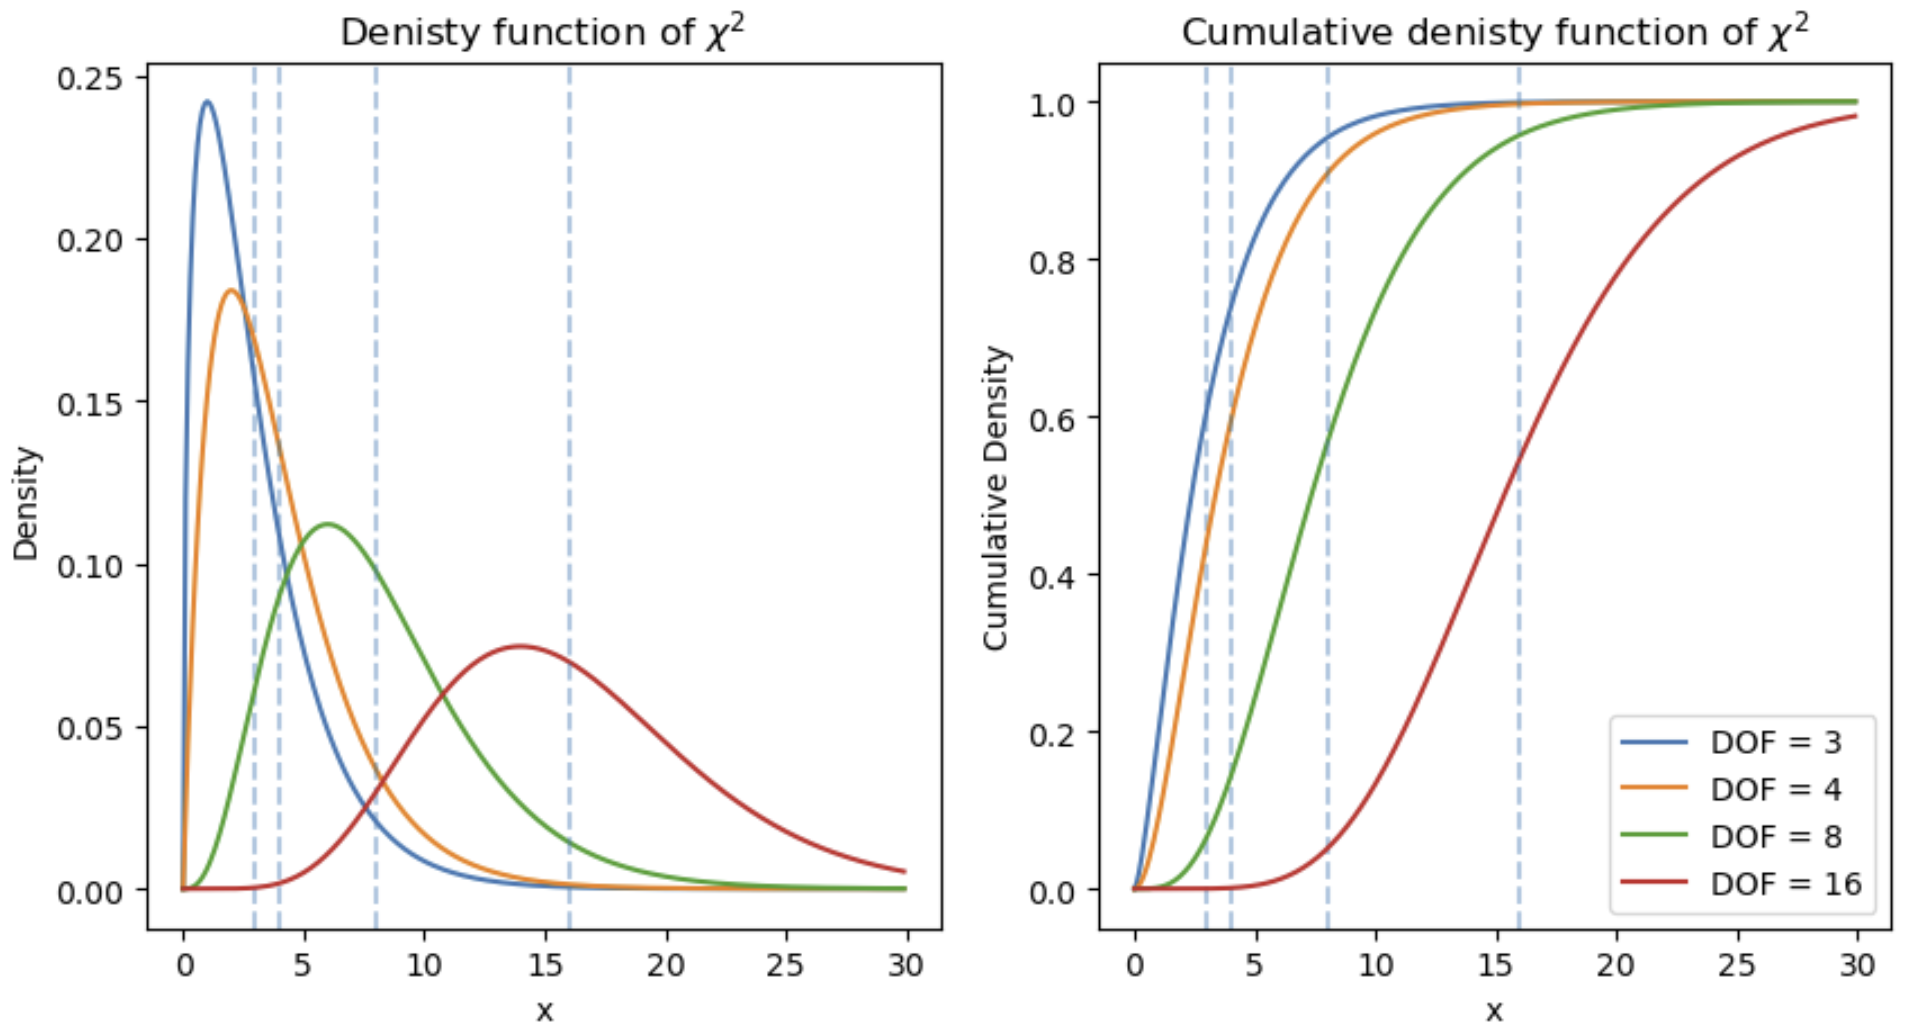 Denisty function of χ²
0.25
0.20
0.15
0.10
0.05
0.00
Density
0 5 10 15 20 25 30
x
Cumulative denisty function of χ²
1.0
0.8
0.6
0.4
0.2
0.0
Cumulative Density
0 5 10 15 20 25 30
x
DOF = 3
DOF = 4
DOF = 8
DOF = 16